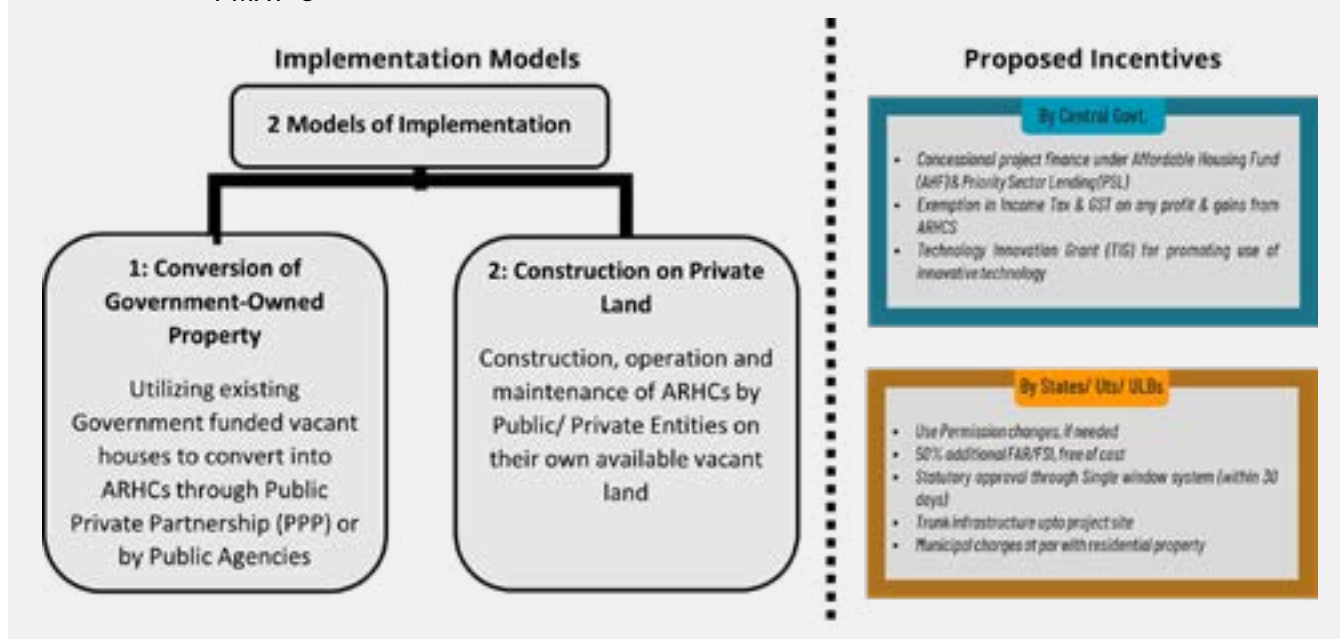 Implementation Models
2 Models of Implementation
1: Conversion of
Government-Owned
Property
Utilizing existing
Government funded vacant
houses to convert into
ARHCs through Public
Private Partnership (PPP) or
by Public Agencies
2: Construction on Private
Land
Construction, operation and
maintenance of ARHCs by
Public/ Private Entities on
their own available vacant
land
Proposed Incentives
By Central Govt.
• Concessional project finance under Affordable Housing Fund
(AHF)& Priority Sector Lending(PSL)
• Exemption in Income Tax & GST on any profit & gains from
ARHCS
• Technology Innovation Grant (TIG) for promoting use of
innovative technology
By States/ Uts/ ULBs
• Use Permission changes, if needed
• 50% additional FAR/FSI, free of cost
• Statutory approval through Single window system (within 30
days)
• Trunk infrastructure upto project site
• Municipal charges at par with residential property